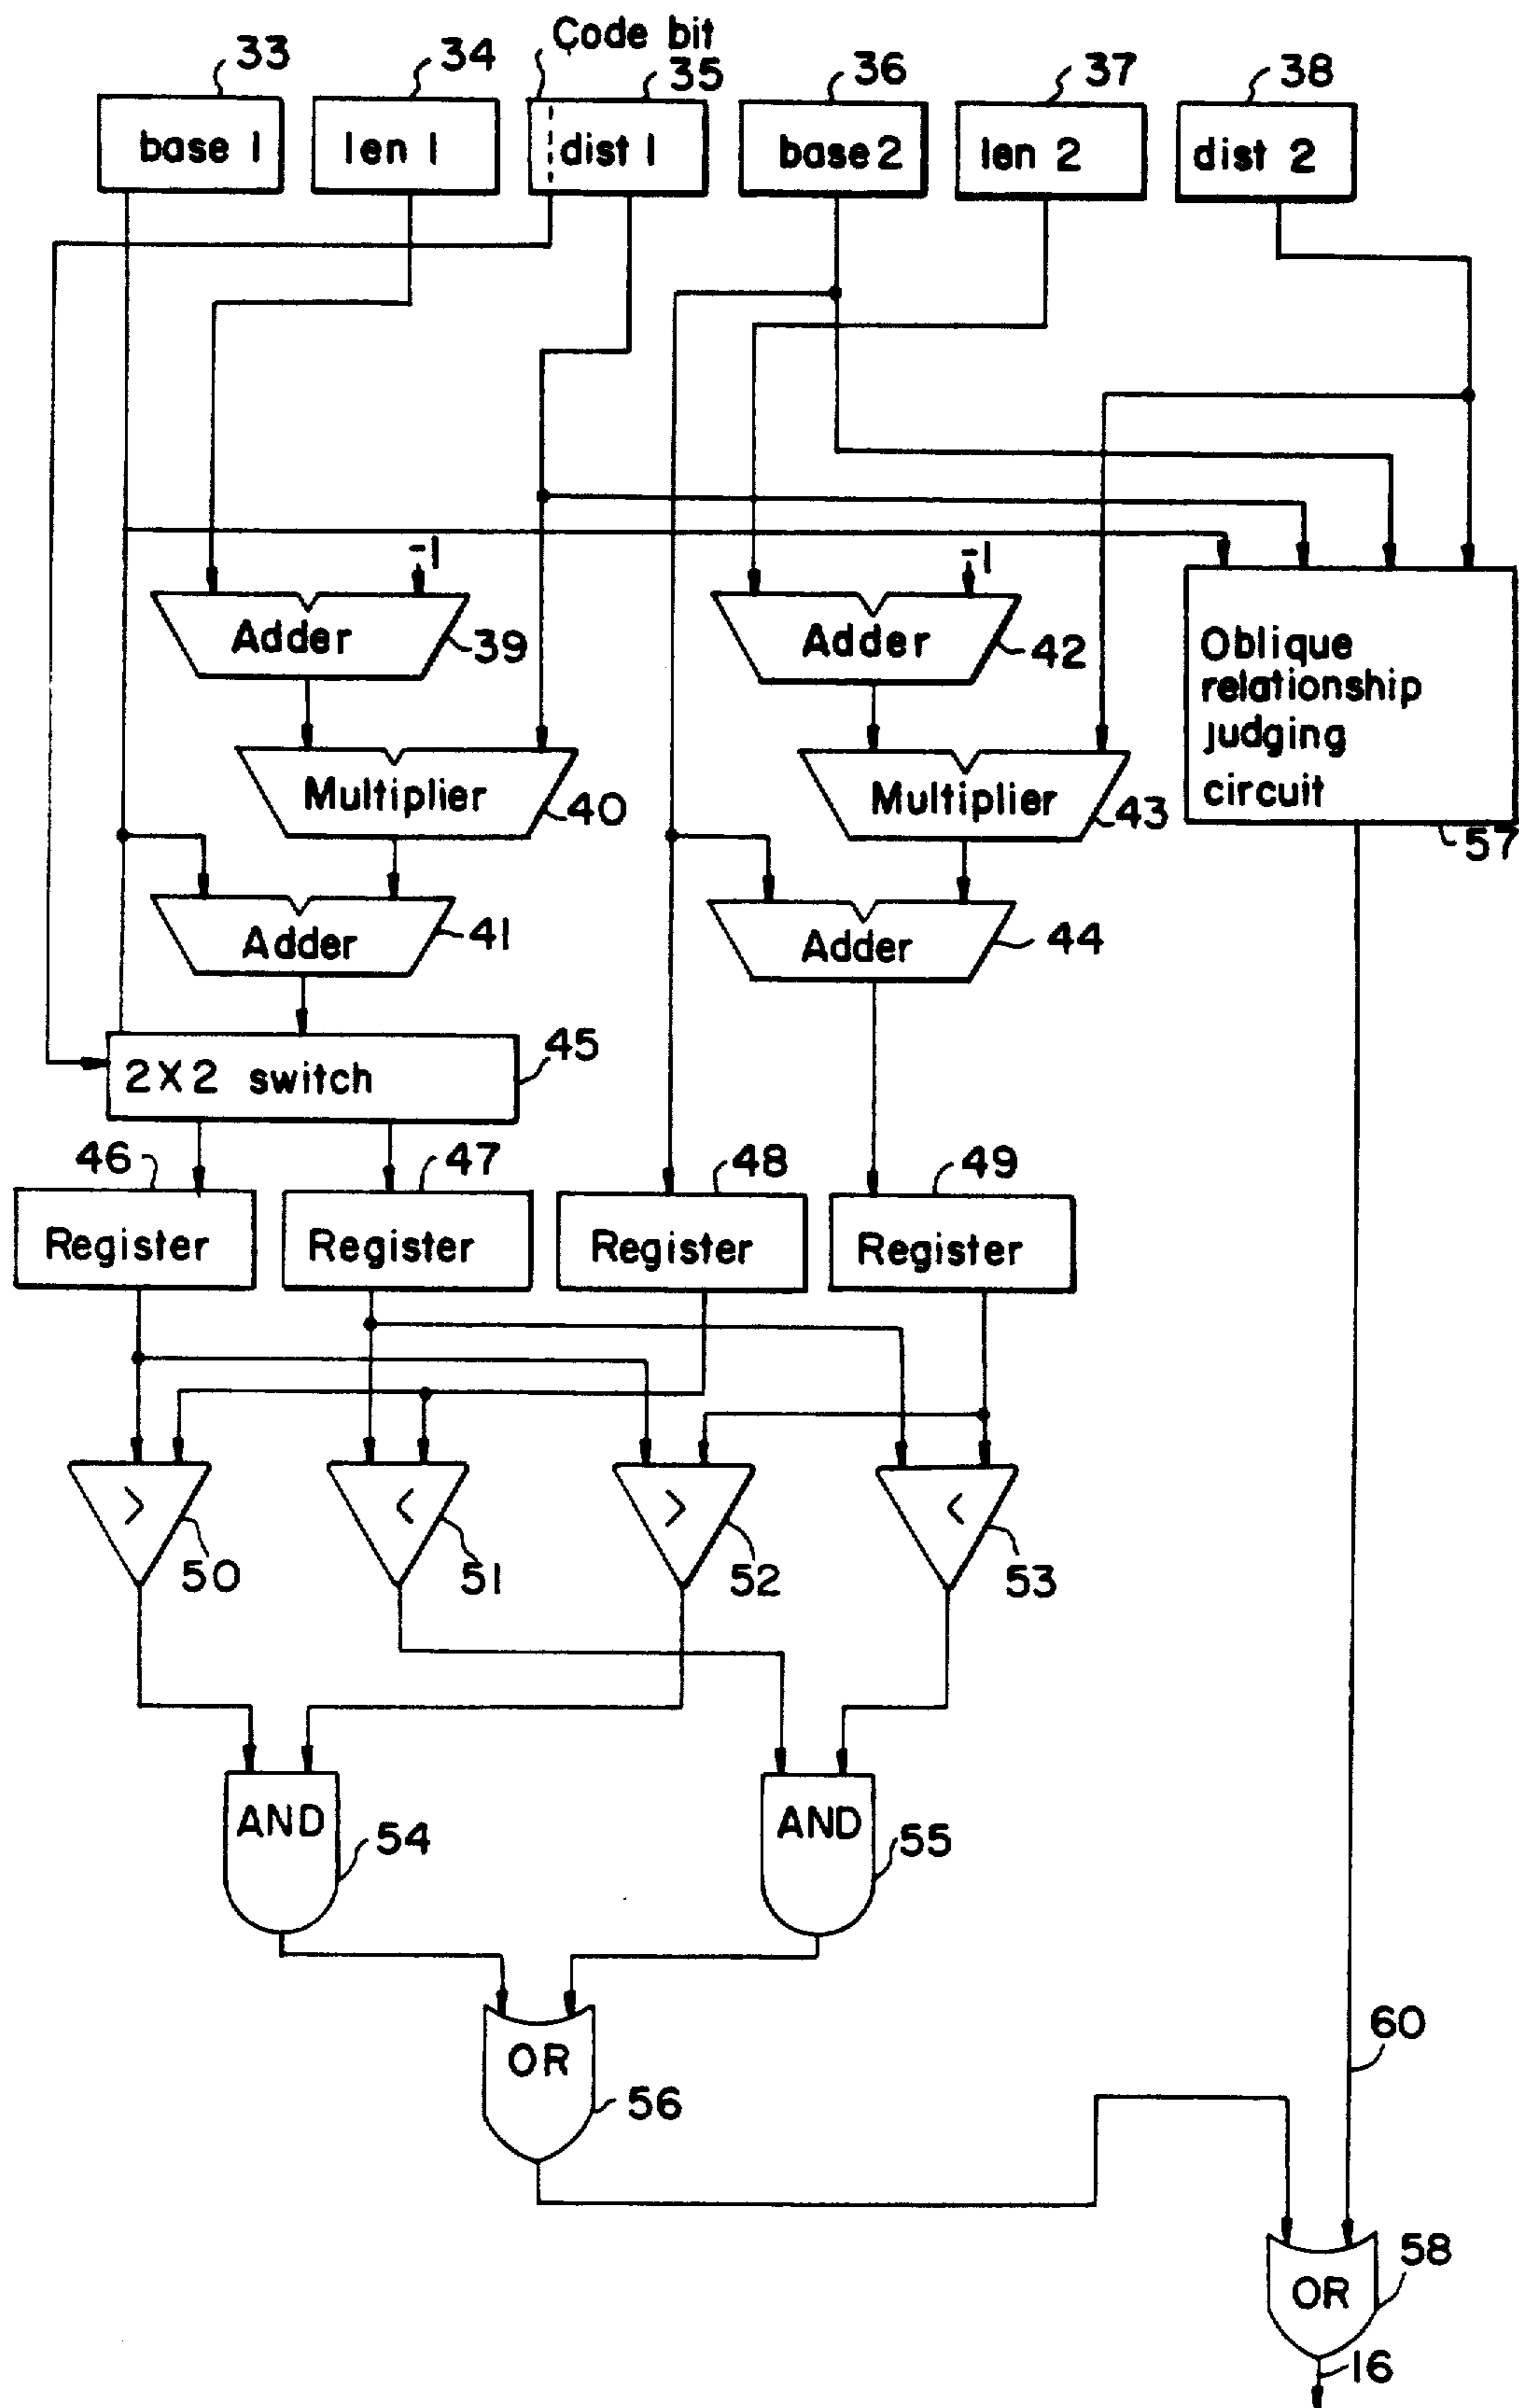 Code bit
33
34
35
36
37
38
base 1
len 1
dist 1
base 2
len 2
dist 2
-1
-1
Adder
39
Adder
42
Oblique
relationship
judging
circuit
57
Multiplier
40
Multiplier
43
Adder
41
Adder
44
2X2 switch
45
46
47
48
49
Register
Register
Register
Register
>
<
>
<
50
51
52
53
AND
54
AND
55
OR
56
60
OR
58
16